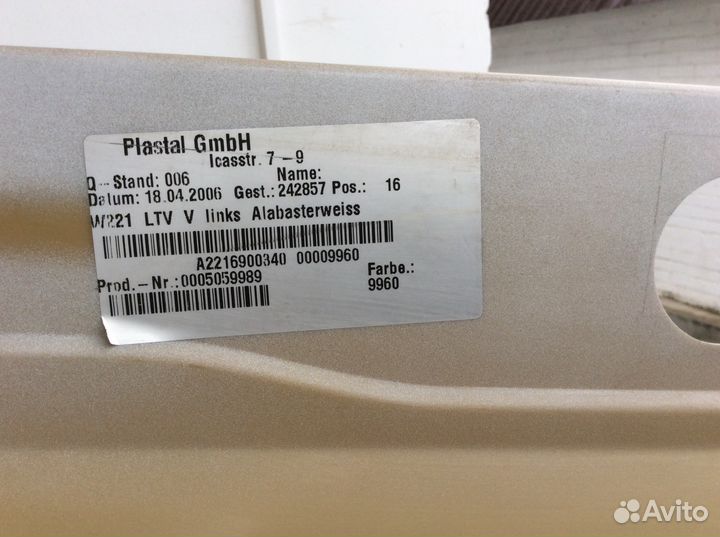 Plastal GmbH
Icasstr. 7-9
Q-Stand: 006 Name:
Datum: 18.04.2006 Gest.: 242857 Pos.: 16
W221 LTV V links Alabasterweiss
A2216900340 00009960
Prod.-Nr.:0005059989 Farbe.:
9960
Avito